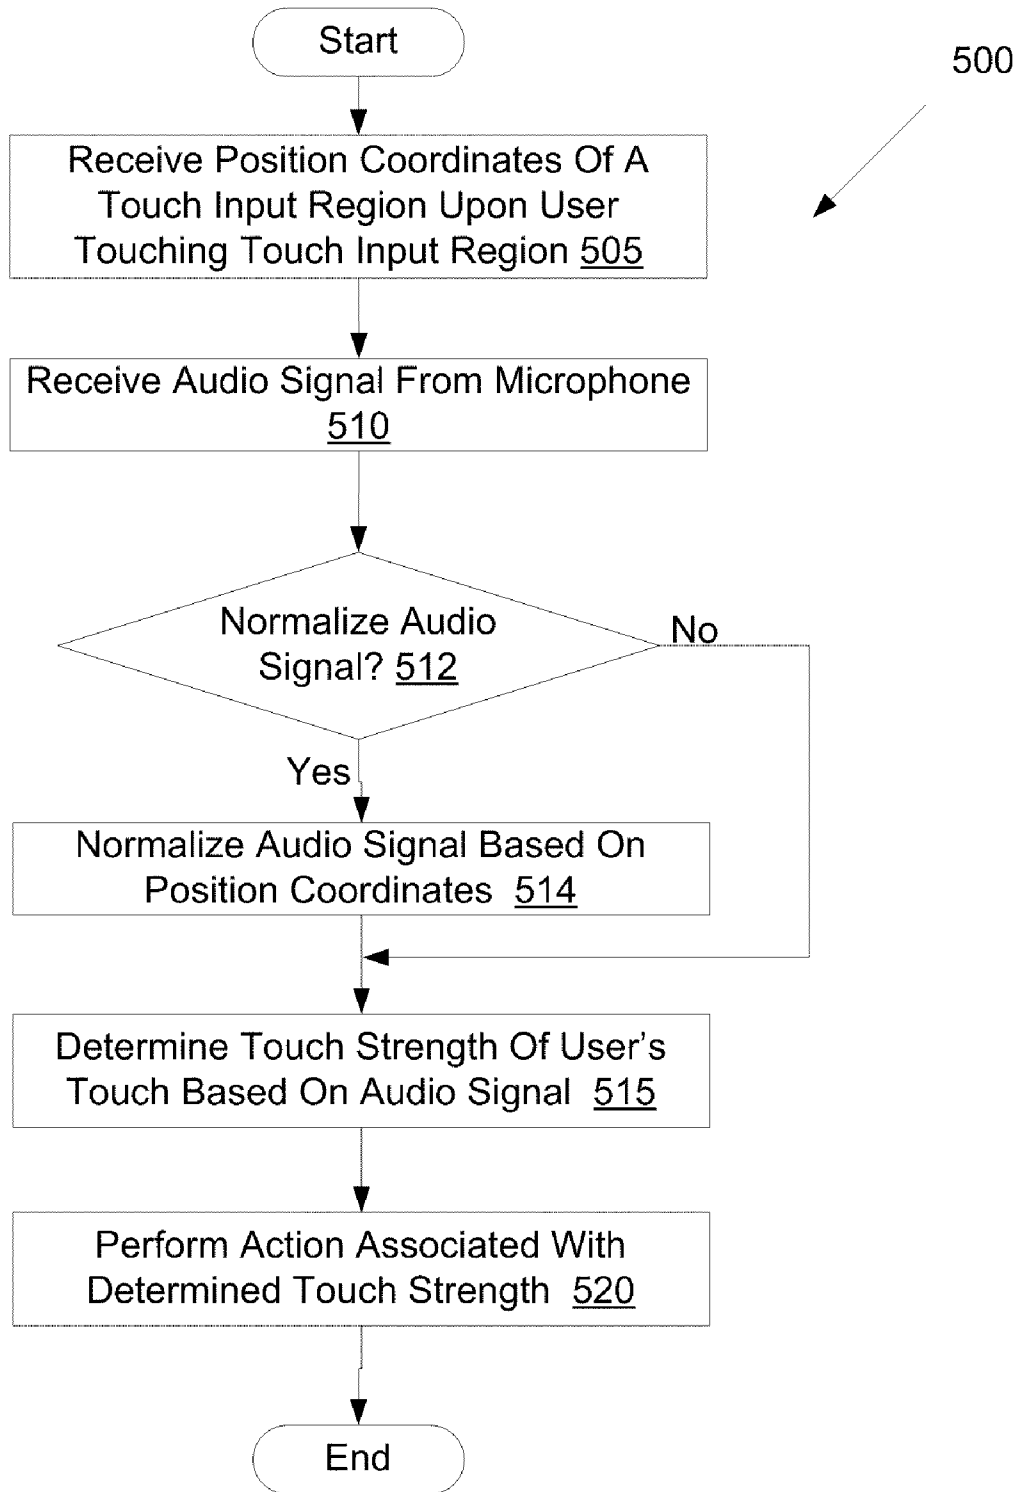 Start
500
Receive Position Coordinates Of A
Touch Input Region Upon User
Touching Touch Input Region 505
Receive Audio Signal From Microphone
510
Normalize Audio
Signal? 512
No
Yes
Normalize Audio Signal Based On
Position Coordinates 514
Determine Touch Strength Of User’s
Touch Based On Audio Signal 515
Perform Action Associated With
Determined Touch Strength 520
End